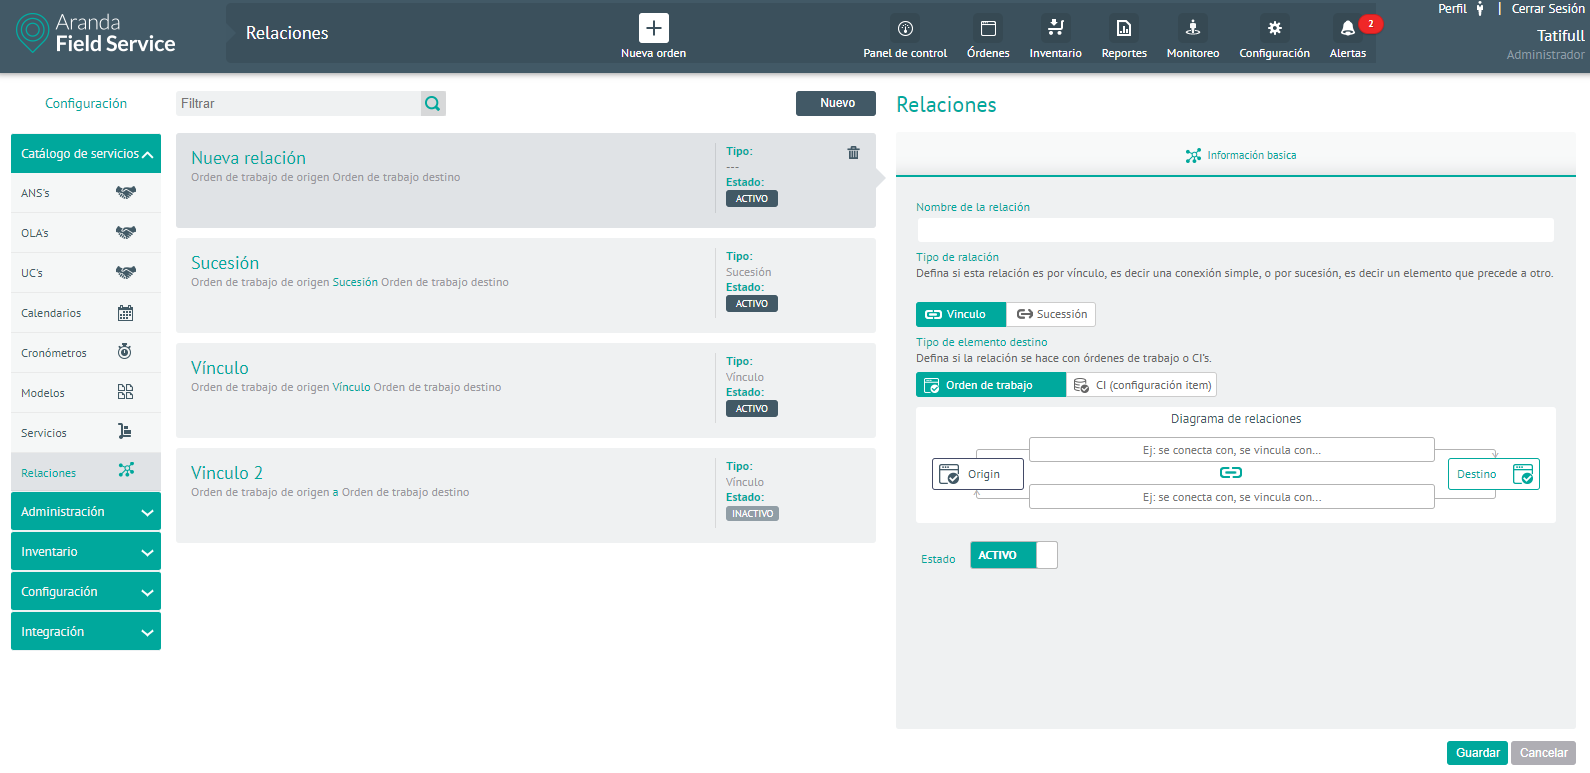 Aranda
Field Service
Relaciones
Nueva orden
Panel de control
Órdenes
Inventario
Reportes
Monitoreo
Configuración
Alertas
2
Perfil | Cerrar Sesión
Tatifull
Administrador
Configuración
Catálogo de servicios
ANS's
OLA's
UC's
Calendarios
Cronómetros
Modelos
Servicios
Relaciones
Administración
Inventario
Configuración
Integración
Filtrar
Nuevo
Nueva relación
Orden de trabajo de origen Orden de trabajo destino
Tipo:
---
Estado:
ACTIVO
Sucesión
Orden de trabajo de origen Sucesión Orden de trabajo destino
Tipo:
Sucesión
Estado:
ACTIVO
Vínculo
Orden de trabajo de origen Vínculo Orden de trabajo destino
Tipo:
Vínculo
Estado:
ACTIVO
Vinculo 2
Orden de trabajo de origen a Orden de trabajo destino
Tipo:
Vínculo
Estado:
INACTIVO
Relaciones
Información basica
Nombre de la relación
Tipo de ralación
Defina si esta relación es por vínculo, es decir una conexión simple, o por sucesión, es decir un elemento que precede a otro.
Vinculo
Sucessión
Tipo de elemento destino
Defina si la relación se hace con órdenes de trabajo o CI's.
Orden de trabajo
CI (configuración item)
Diagrama de relaciones
Ej: se conecta con, se vincula con...
Origin
Destino
Ej: se conecta con, se vincula con...
Estado
ACTIVO
Guardar
Cancelar